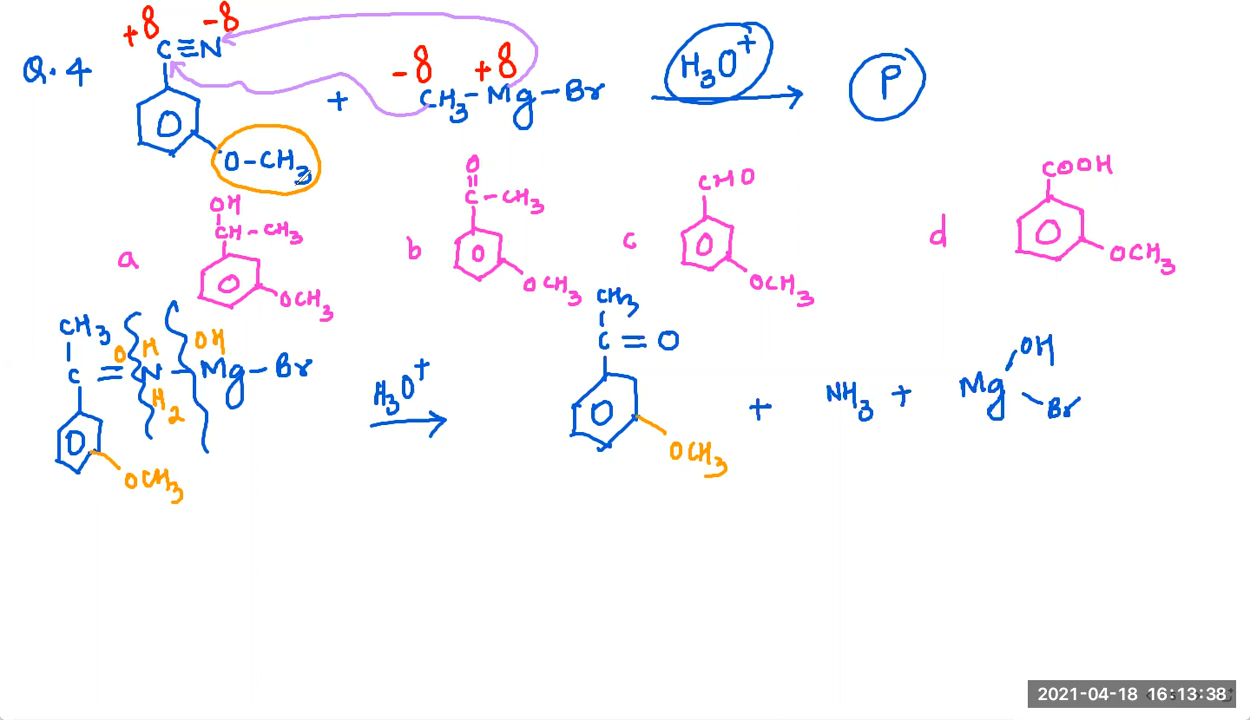 +δ -δ
Q.4 C≡N + CH3-Mg-Br H3O+ P
-δ +δ
O-CH3
a OH
CH-CH3
OCH3
b O
C-CH3
OCH3
c CHO
OCH3
d COOH
OCH3
CH3
C=N-Mg-Br
O H OH
H2
OCH3
H3O+
CH3
C=O
OCH3
+ NH3 + Mg OH
Br
2021-04-18 16:13:38